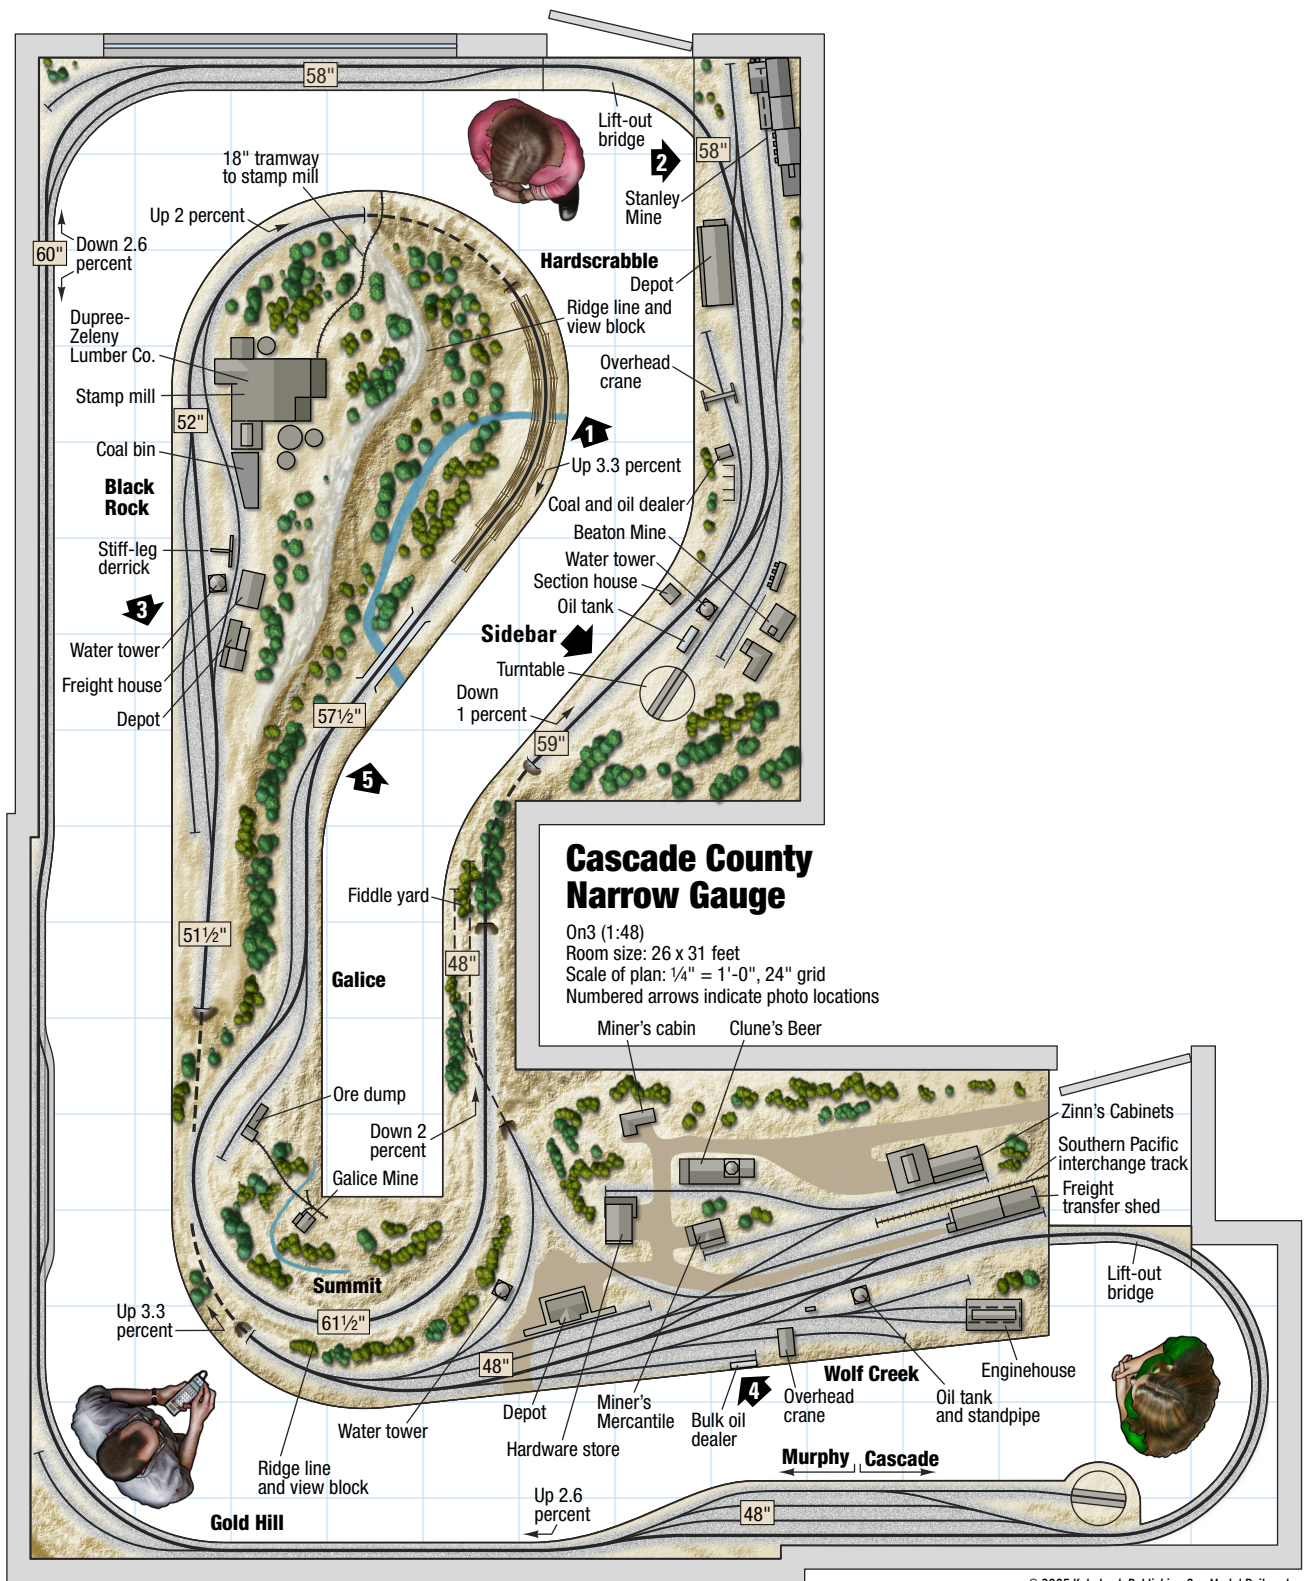 58"
Lift-out
bridge
2
58"
18" tramway
to stamp mill
Stanley
Mine
Up 2 percent
60"
Down 2.6
percent
Hardscrabble
Depot
Ridge line and
view block
Dupree-
Zeleny
Lumber Co.
Overhead
crane
Stamp mill
52"
1
Coal bin
Up 3.3 percent
Black
Rock
Coal and oil dealer
Beaton Mine
Stiff-leg
derrick
Water tower
Section house
Oil tank
3
Sidebar
Water tower
Turntable
Freight house
Down
1 percent
Depot
57½"
59"
5
Cascade County
Narrow Gauge
On3 (1:48)
Room size: 26 x 31 feet
Scale of plan: ¼" = 1'-0", 24" grid
Numbered arrows indicate photo locations
Fiddle yard
51½"
48"
Galice
Miner's cabin
Clune's Beer
Ore dump
Zinn's Cabinets
Down 2
percent
Southern Pacific
interchange track
Galice Mine
Freight
transfer shed
Summit
Lift-out
bridge
Up 3.3
percent
61½"
48"
Wolf Creek
Enginehouse
4
Depot
Miner's
Mercantile
Overhead
crane
Oil tank
and standpipe
Water tower
Bulk oil
dealer
Hardware store
Murphy
Cascade
Ridge line
and view block
Up 2.6
percent
48"
Gold Hill